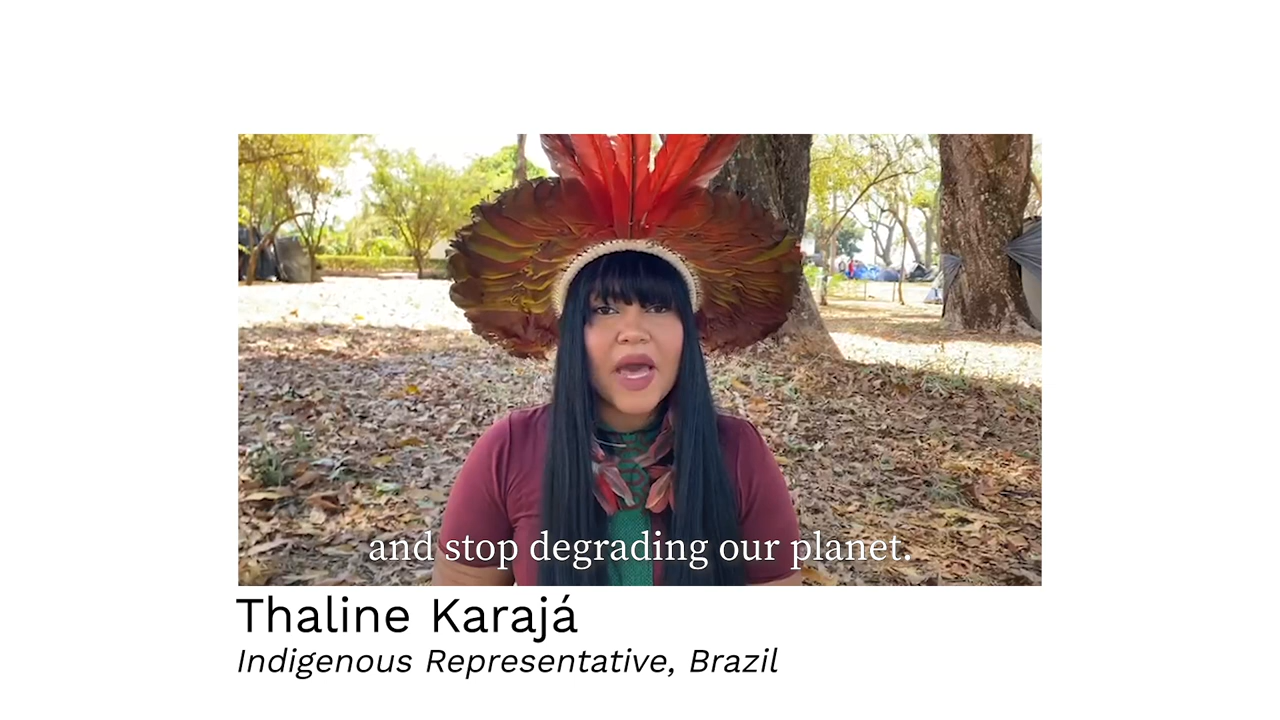 and stop degrading our planet.
Thaline Karajá
Indigenous Representative, Brazil